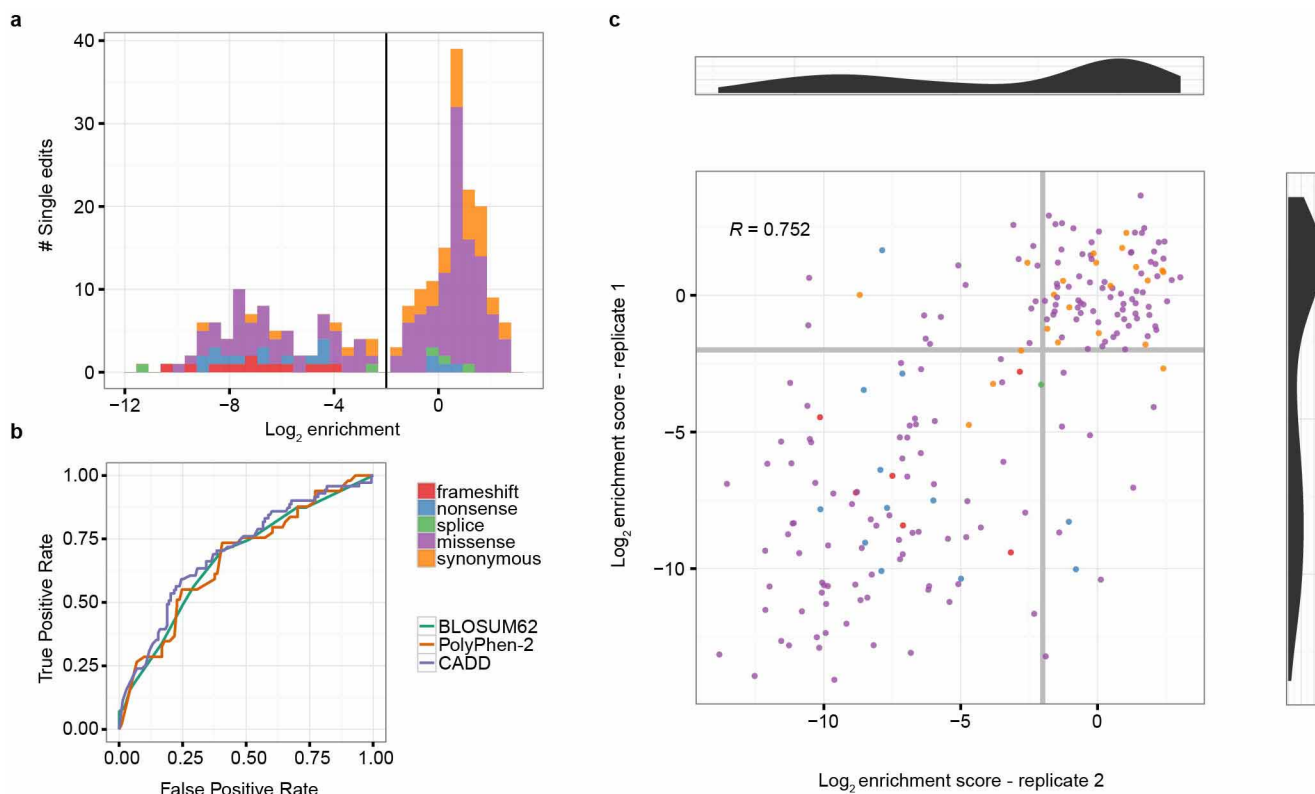 a
# Single edits
40
30
20
10
0
−12
−8
−4
0
Log2 enrichment
b
True Positive Rate
1.00
0.75
0.50
0.25
0.00
0.00
0.25
0.50
0.75
1.00
False Positive Rate
frameshift
nonsense
splice
missense
synonymous
BLOSUM62
PolyPhen-2
CADD
c
R = 0.752
Log2 enrichment score - replicate 1
0
−5
−10
−10
−5
0
Log2 enrichment score - replicate 2